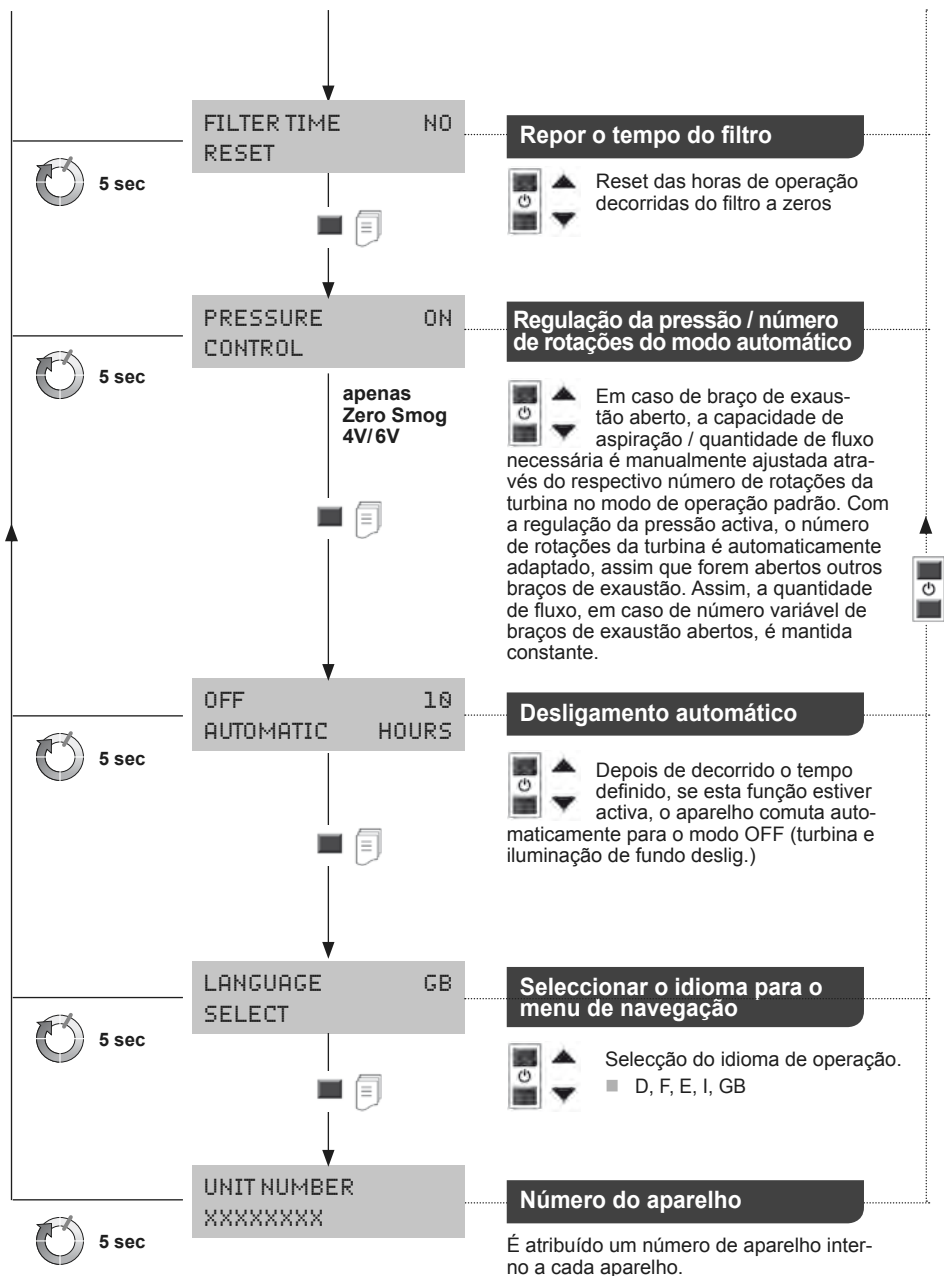 FILTER TIME NO
RESET
5 sec
Repor o tempo do filtro
Reset das horas de operação
decorridas do filtro a zeros
PRESSURE ON
CONTROL
5 sec
apenas
Zero Smog
4V/ 6V
Regulação da pressão / número
de rotações do modo automático
Em caso de braço de exaus-
tão aberto, a capacidade de
aspiração / quantidade de fluxo
necessária é manualmente ajustada atra-
vés do respectivo número de rotações da
turbina no modo de operação padrão. Com
a regulação da pressão activa, o número
de rotações da turbina é automaticamente
adaptado, assim que forem abertos outros
braços de exaustão. Assim, a quantidade
de fluxo, em caso de número variável de
braços de exaustão abertos, é mantida
constante.
OFF 10
AUTOMATIC HOURS
5 sec
Desligamento automático
Depois de decorrido o tempo
definido, se esta função estiver
activa, o aparelho comuta auto-
maticamente para o modo OFF (turbina e
iluminação de fundo deslig.)
LANGUAGE GB
SELECT
5 sec
Seleccionar o idioma para o
menu de navegação
Selecção do idioma de operação.
■ D, F, E, I, GB
UNIT NUMBER
XXXXXXXX
5 sec
Número do aparelho
É atribuído um número de aparelho inter-
no a cada aparelho.